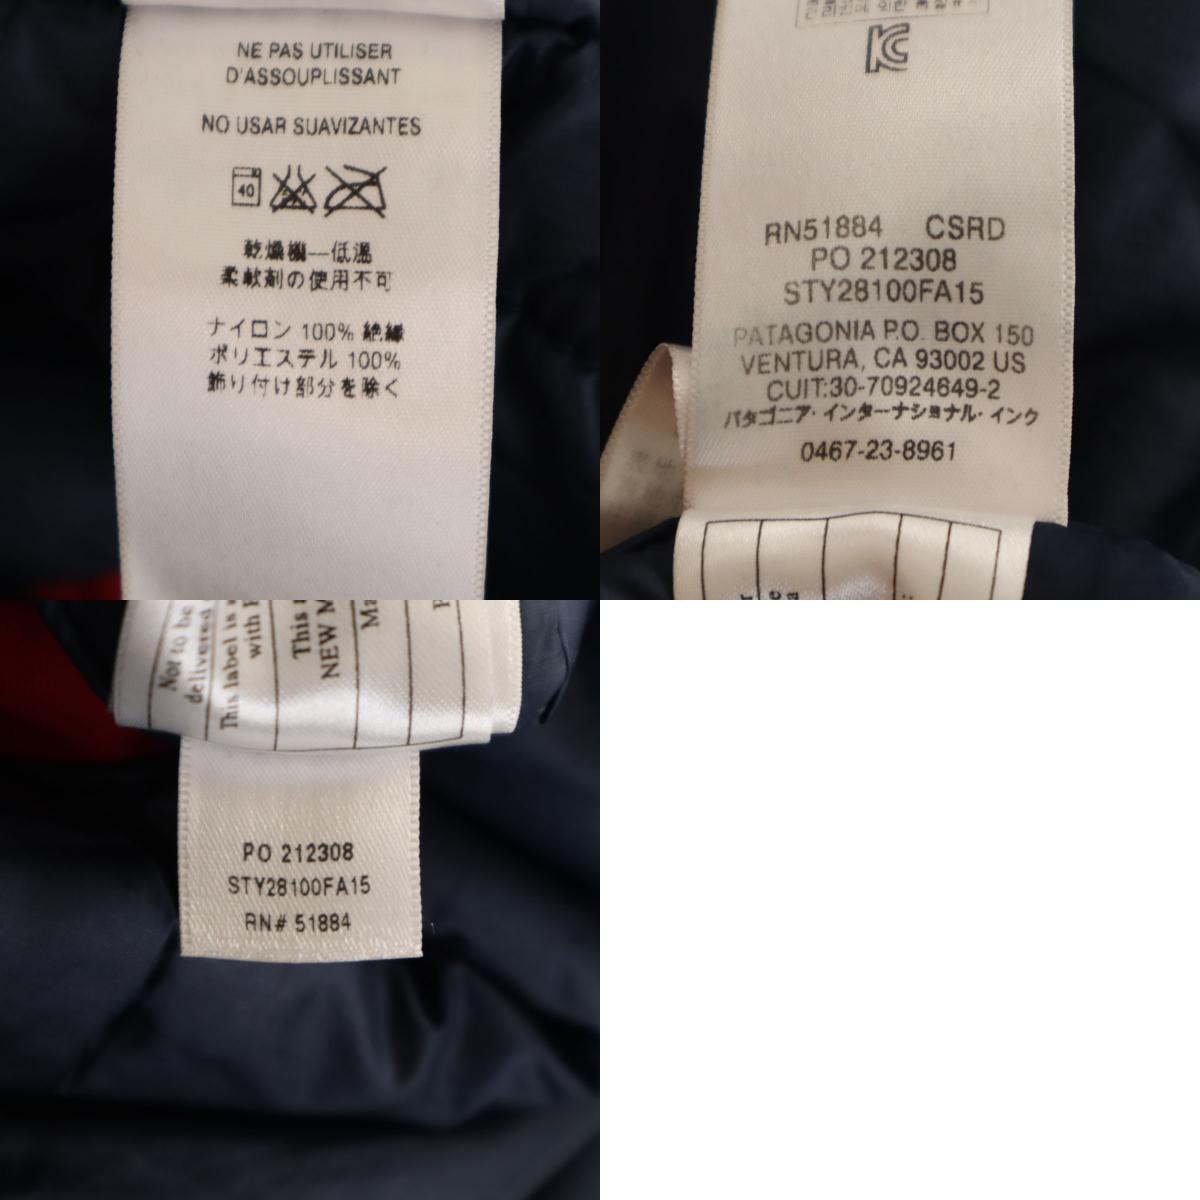 NE PAS UTILISER
D'ASSOUPLISSANT
NO USAR SUAVIZANTES
40
乾燥機—低温
柔軟剤の使用不可
ナイロン 100% 絶縁
ポリエステル 100%
飾り付け部分を除く
RN51884 CSRD
PO 212308
STY28100FA15
PATAGONIA P.O. BOX 150
VENTURA, CA 93002 US
CUIT:30-70924649-2
パタゴニア・インターナショナル・インク
0467-23-8961
Not to be
delivered
This label is
with
This
NEW
PO 212308
STY28100FA15
RN# 51884